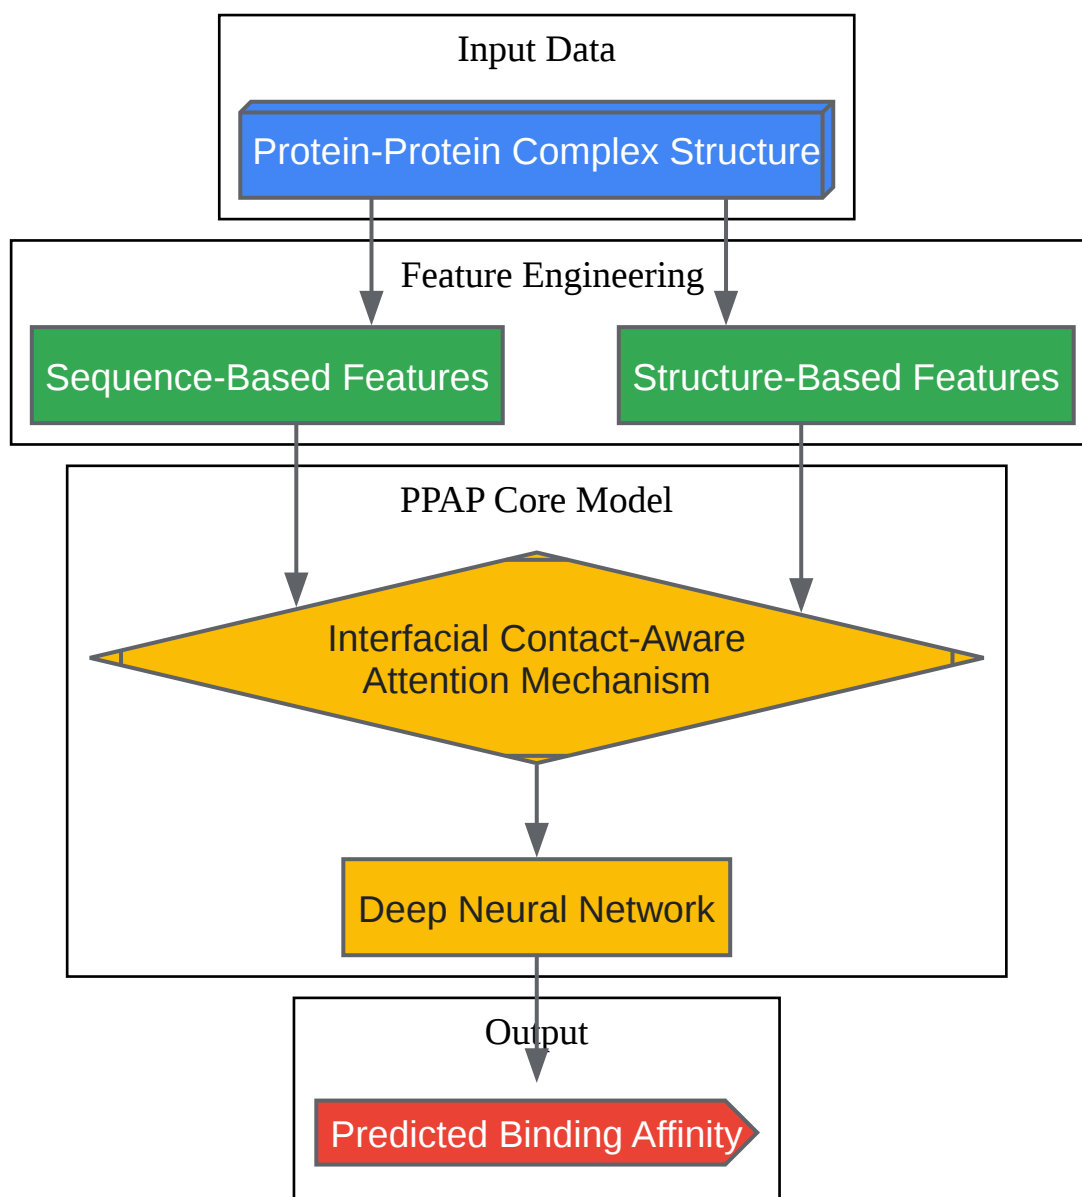 Input Data
Protein-Protein Complex Structure
Feature Engineering
Sequence-Based Features
Structure-Based Features
PPAP Core Model
Interfacial Contact-Aware
Attention Mechanism
Deep Neural Network
Output
Predicted Binding Affinity